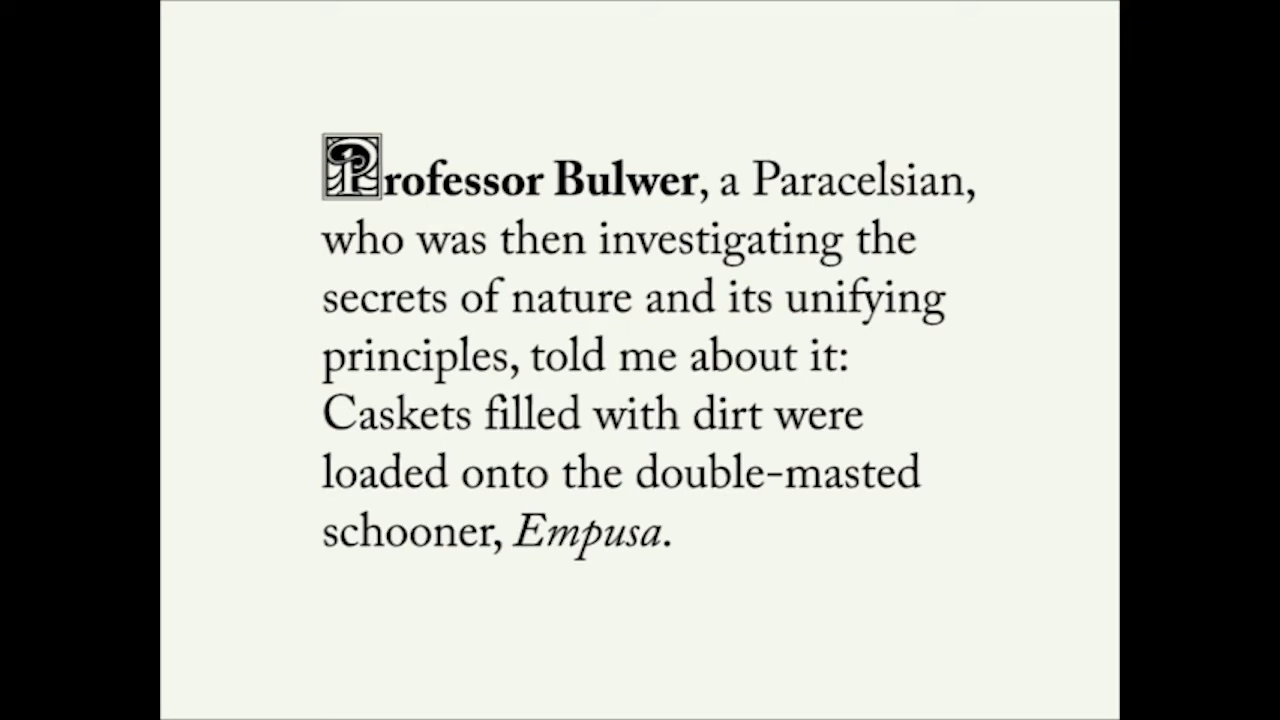 Professor Bulwer, a Paracelsian,
who was then investigating the
secrets of nature and its unifying
principles, told me about it:
Caskets filled with dirt were
loaded onto the double-masted
schooner, Empusa.